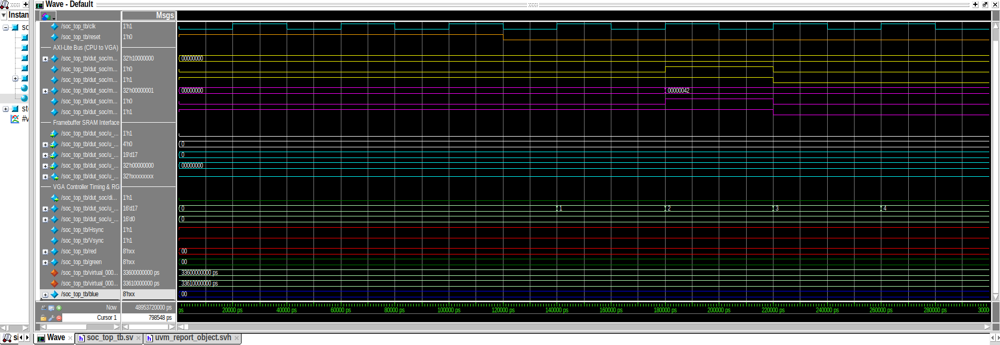 Wave - Default
Instan
Msgs
/soc_top_tb/clk 1'h1
/soc_top_tb/reset 1'h0
AXI-Lite Bus (CPU to VGA)
/soc_top_tb/dut_soc/m... 32'h10000000 00000000
/soc_top_tb/dut_soc/m... 1'h0
/soc_top_tb/dut_soc/m... 1'h1
/soc_top_tb/dut_soc/m... 32'h00000001 00000000 00000042
/soc_top_tb/dut_soc/m... 1'h0
/soc_top_tb/dut_soc/m... 1'h1
Framebuffer SRAM Interface
/soc_top_tb/dut_soc/u_... 1'h1
/soc_top_tb/dut_soc/u_... 4'h0 0
/soc_top_tb/dut_soc/u_... 19'd17 0
/soc_top_tb/dut_soc/u_... 32'h00000000 00000000
/soc_top_tb/dut_soc/u_... 32'hxxxxxxxx
VGA Controller Timing & RG
/soc_top_tb/dut_soc/di... 1'h1
/soc_top_tb/dut_soc/u_... 16'd17 0 1 2 3 4
/soc_top_tb/dut_soc/u_... 16'd0 0
/soc_top_tb/Hsync 1'h1
/soc_top_tb/Vsync 1'h1
/soc_top_tb/red 8'hxx 00
/soc_top_tb/green 8'hxx 00
/soc_top_tb/virtual_000... 33600000000 ps 33600000000 ps
/soc_top_tb/virtual_000... 33610000000 ps 33610000000 ps
/soc_top_tb/blue 8'hxx 00
Now 48953720000 ps ps 20000 ps 40000 ps 60000 ps 80000 ps 100000 ps 120000 ps 140000 ps 160000 ps 180000 ps 200000 ps 220000 ps 240000 ps 260000 ps 280000 ps 3000
Cursor 1 798548 ps
so
st
#v
si
Wave soc_top_tb.sv uvm_report_object.svh